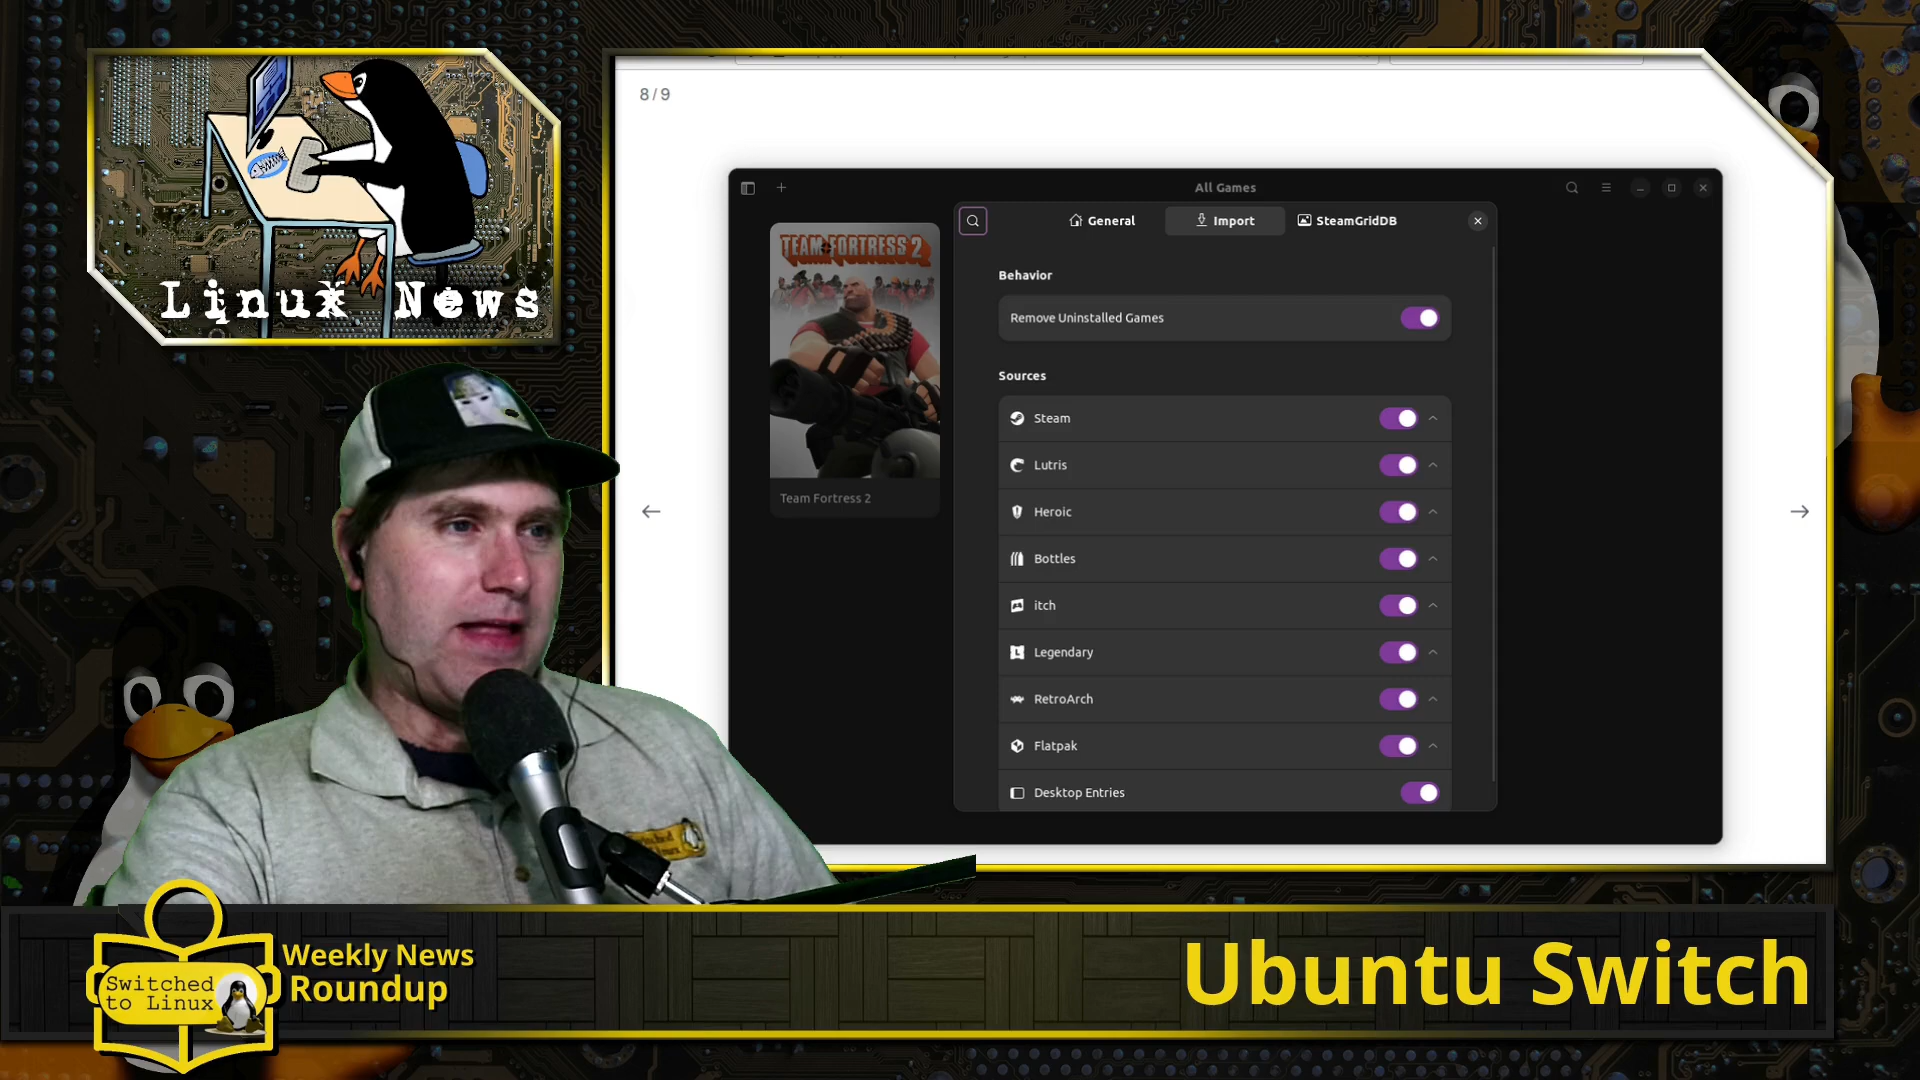 Linux News
8/9
All Games
General
Import
SteamGridDB
TEAM FORTRESS 2
Team Fortress 2
Behavior
Remove Uninstalled Games
Sources
Steam
Lutris
Heroic
Bottles
itch
Legendary
RetroArch
Flatpak
Desktop Entries
Switched
to Linux
Weekly News
Roundup
Ubuntu Switch